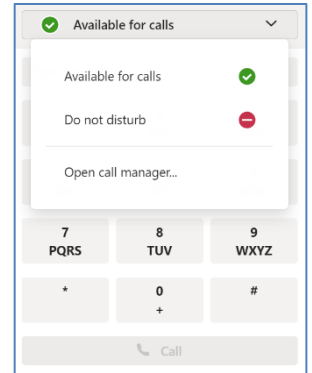 Available for calls
Available for calls
Do not disturb
Open call manager...
7 8 9
PQRS TUV WXYZ
* 0 #
+
Call